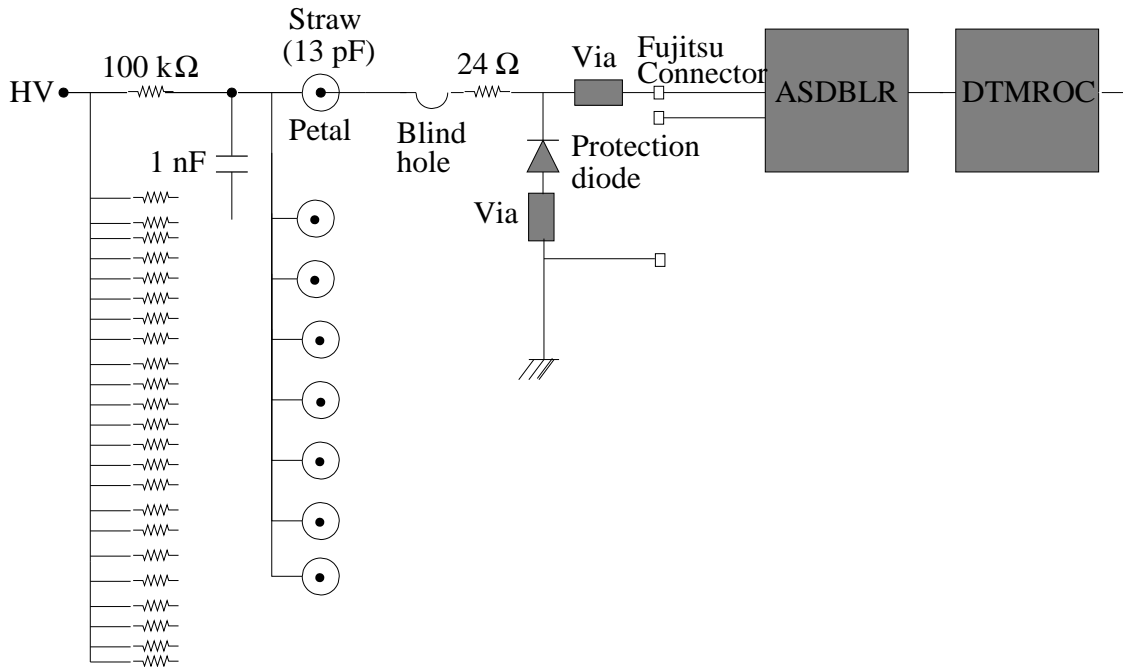 Straw
(13 pF)
100 kΩ
HV
Petal
1 nF
Blind
hole
24 Ω
Via
Fujitsu
Connector
Protection
diode
Via
ASDBLR
DTMROC